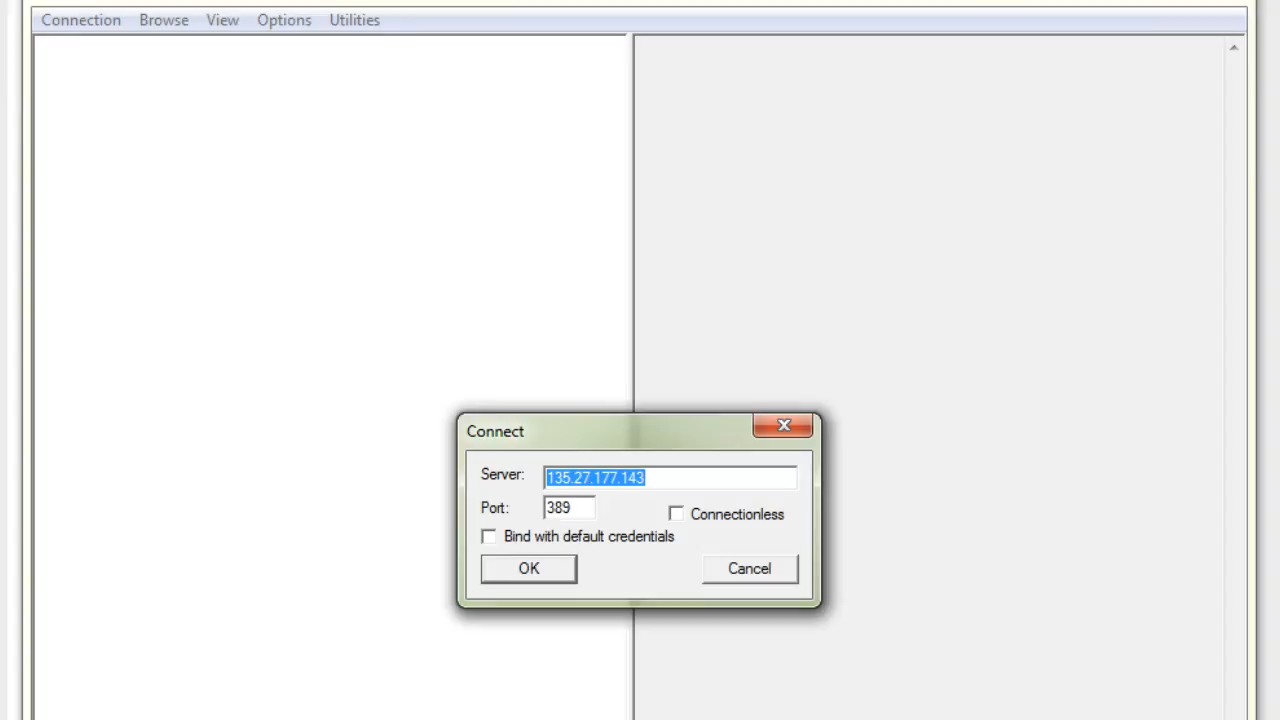 Connection Browse View Options Utilities
Connect
Server: 135.27.177.143
Port: 389 Connectionless
Bind with default credentials
OK Cancel